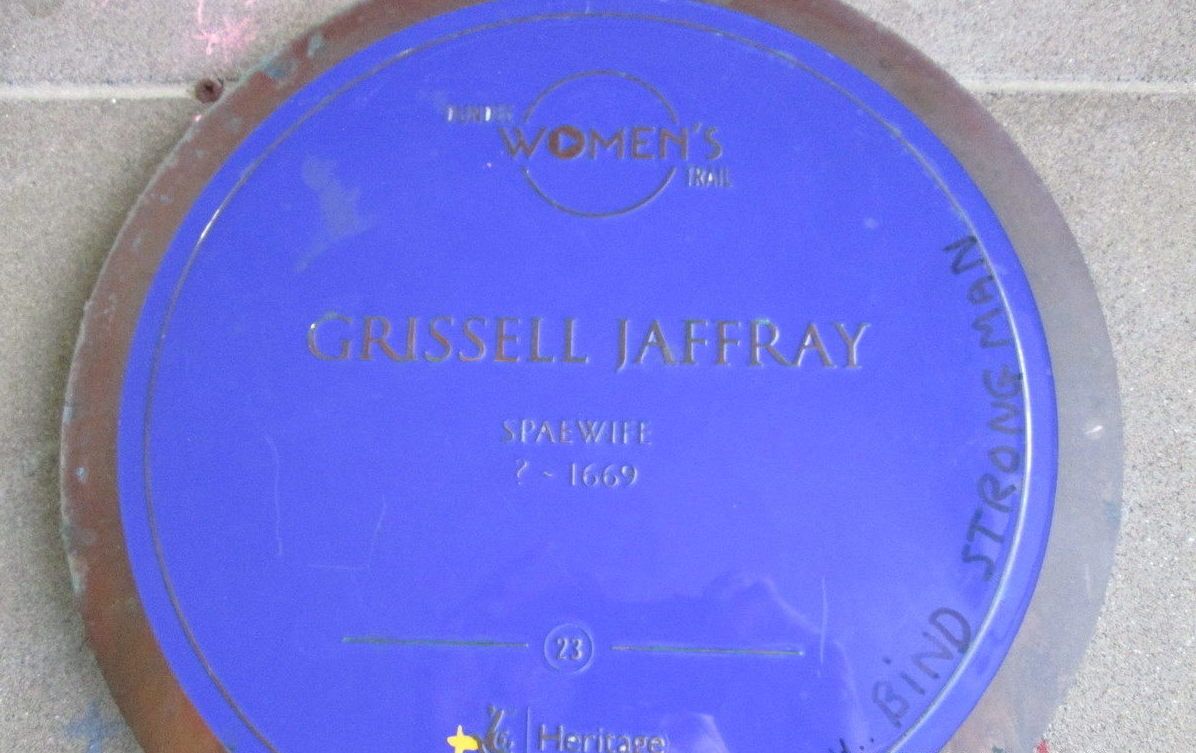 DUNDEE
WOMEN'S
TRAIL
GRISSELL JAFFRAY
SPAEWIFE
? ~ 1669
23
Heritage
BIND STRONG MAN